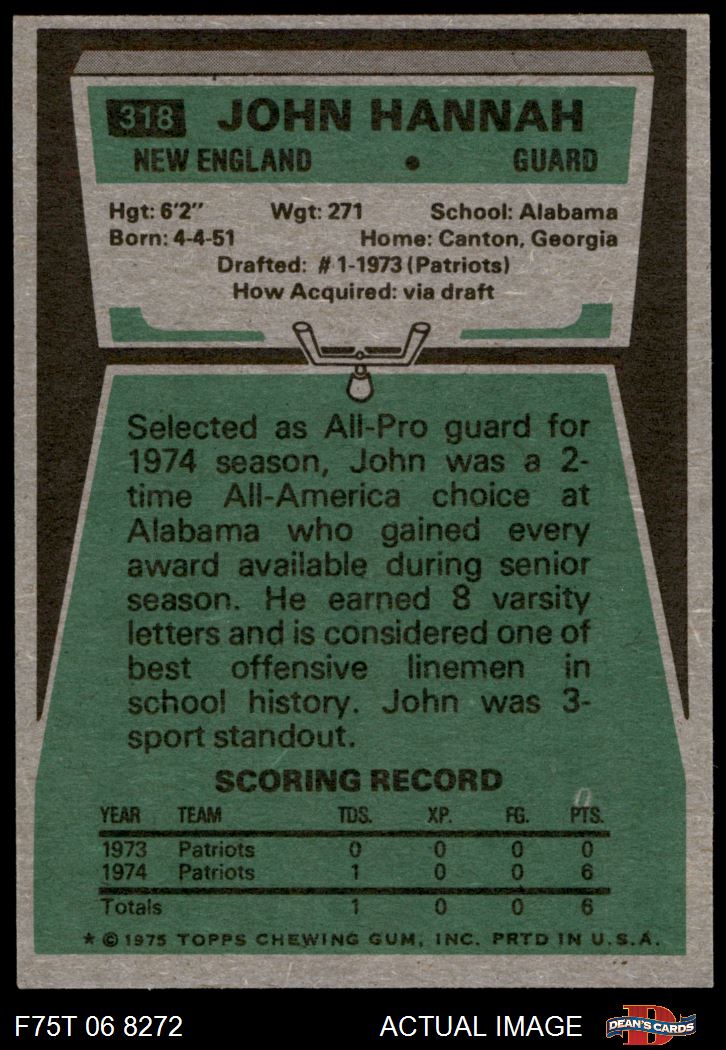 318 JOHN HANNAH
NEW ENGLAND • GUARD
Hgt: 6'2" Wgt: 271 School: Alabama
Born: 4-4-51 Home: Canton, Georgia
Drafted: #1-1973 (Patriots)
How Acquired: via draft
Selected as All-Pro guard for
1974 season, John was a 2-
time All-America choice at
Alabama who gained every
award available during senior
season. He earned 8 varsity
letters and is considered one of
best offensive linemen in
school history. John was 3-
sport standout.
SCORING RECORD
YEAR TEAM TDS. XP. FG. PTS.
1973 Patriots 0 0 0 0
1974 Patriots 1 0 0 6
Totals 1 0 0 6
* © 1975 TOPPS CHEWING GUM, INC. PRTD IN U.S.A.
F75T 06 8272 ACTUAL IMAGE D DEAN'S CARDS